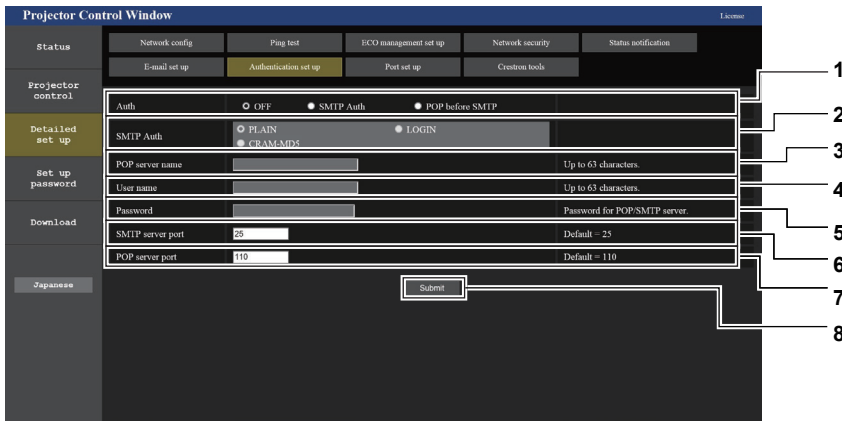 Projector Control Window License
Status
Network config Ping test ECO management set up Network security Status notification
E-mail set up Authentication set up Port set up Crestron tools
Projector
control
Detailed
set up
Set up
password
Download
Japanese
Auth OFF SMTP Auth POP before SMTP
SMTP Auth PLAIN LOGIN
CRAM-MD5
POP server name Up to 63 characters.
User name Up to 63 characters.
Password Password for POP/SMTP server.
SMTP server port 25 Default = 25
POP server port 110 Default = 110
Submit
1
2
3
4
5
6
7
8